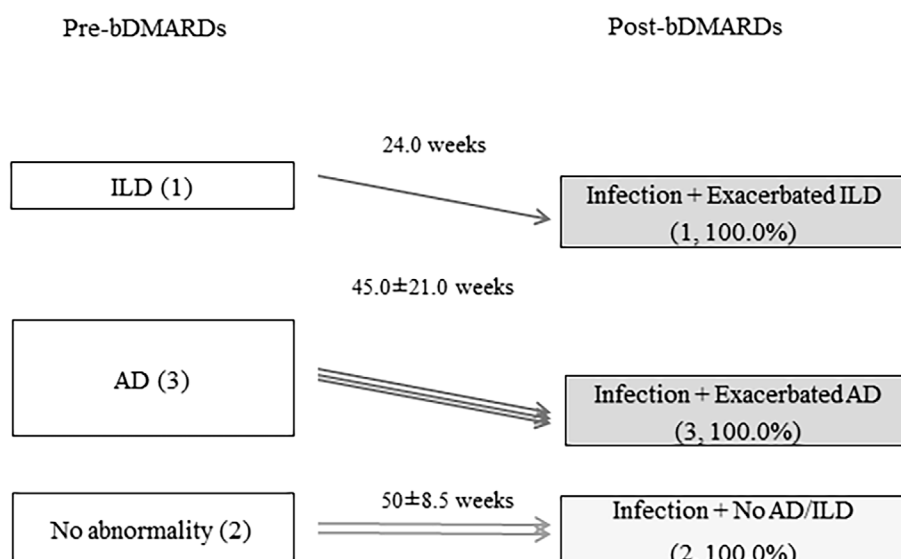 Pre-bDMARDs
Post-bDMARDs
24.0 weeks
ILD (1)
Infection + Exacerbated ILD
(1, 100.0%)
45.0±21.0 weeks
AD (3)
Infection + Exacerbated AD
(3, 100.0%)
50±8.5 weeks
No abnormality (2)
Infection + No AD/ILD
(2, 100.0%)